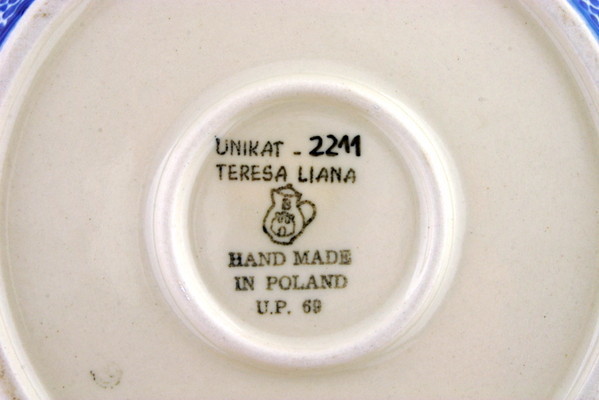 UNIKAT - 2211
TERESA LIANA
HAND MADE
IN POLAND
U.P. 69